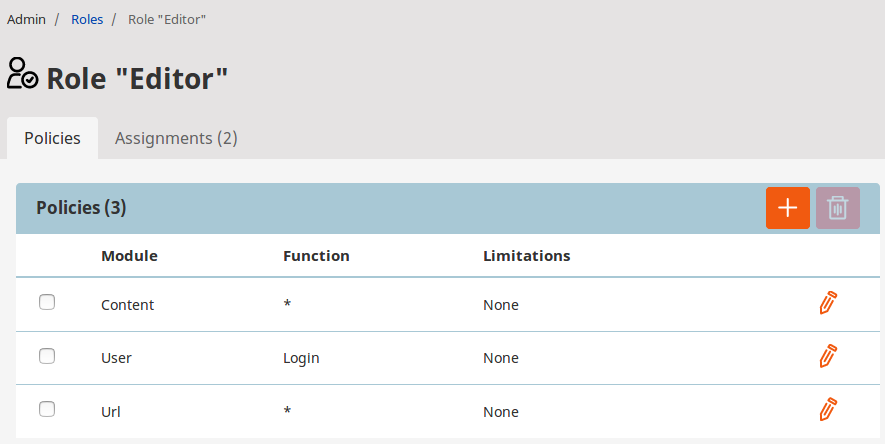 Admin / Roles / Role "Editor"
Role "Editor"
Policies Assignments (2)
Policies (3)
Module Function Limitations
Content * None
User Login None
Url * None